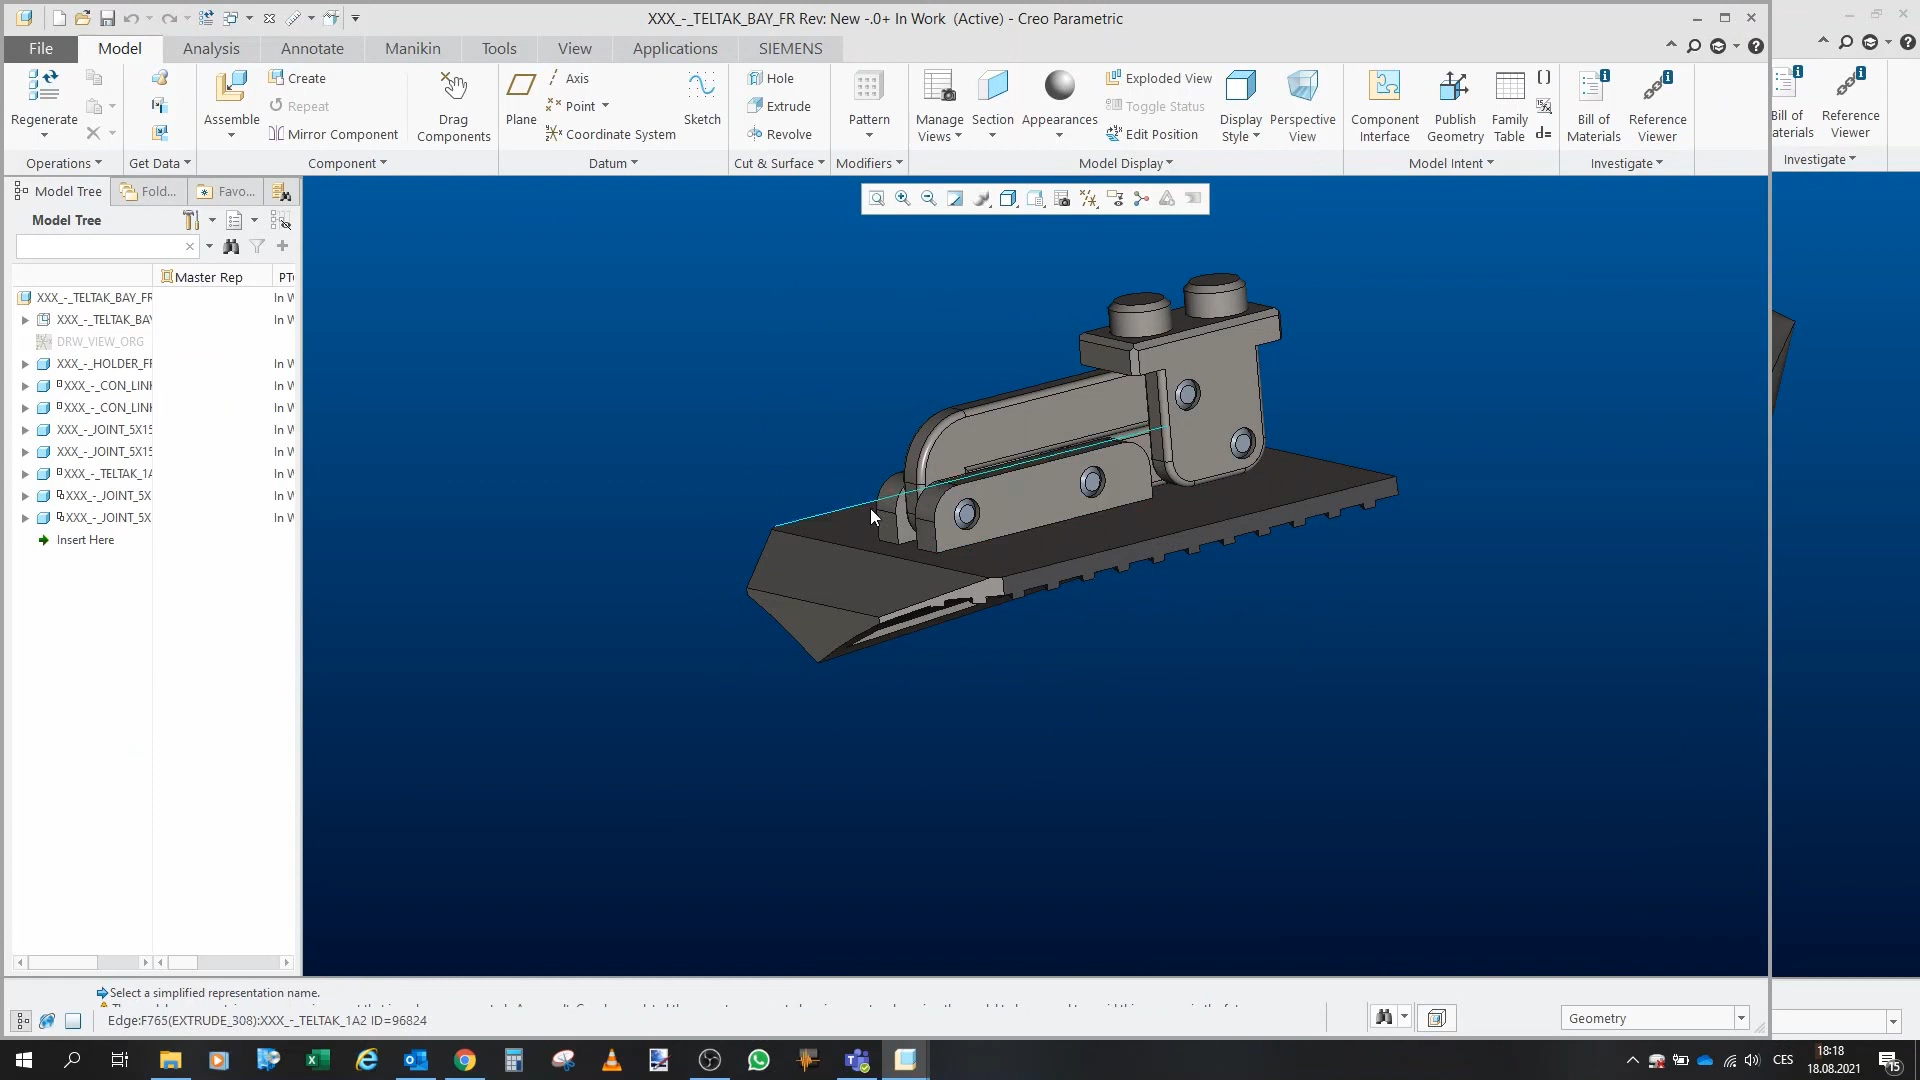 XXX_-_TELTAK_BAY_FR Rev: New -.0+ In Work (Active) - Creo Parametric
File Model Analysis Annotate Manikin Tools View Applications SIEMENS
Regenerate
Assemble
Create
Repeat
Mirror Component
Drag Components
Plane
Axis
Point
Coordinate System
Sketch
Hole
Extrude
Revolve
Pattern
Manage Views
Section
Appearances
Exploded View
Toggle Status
Edit Position
Display Style
Perspective View
Component Interface
Publish Geometry
Family Table
d=
Bill of Materials
Reference Viewer
Bill of
aterials
Reference Viewer
Operations Get Data Component Datum Cut & Surface Modifiers Model Display Model Intent Investigate Investigate
Model Tree Fold... Favo...
Model Tree
Master Rep PT
XXX_-_TELTAK_BAY_FR In W
XXX_-_TELTAK_BAY In W
DRW_VIEW_ORG
XXX_-_HOLDER_FF In W
XXX_-_CON_LINK In W
XXX_-_CON_LINK In W
XXX_-_JOINT_5X15 In W
XXX_-_JOINT_5X15 In W
XXX_-_TELTAK_1A In W
XXX_-_JOINT_5X In W
XXX_-_JOINT_5X In W
Insert Here
Select a simplified representation name.
Edge:F765(EXTRUDE_308):XXX_-_TELTAK_1A2 ID=96824
Geometry
CES
18:18
18.08.2021
15